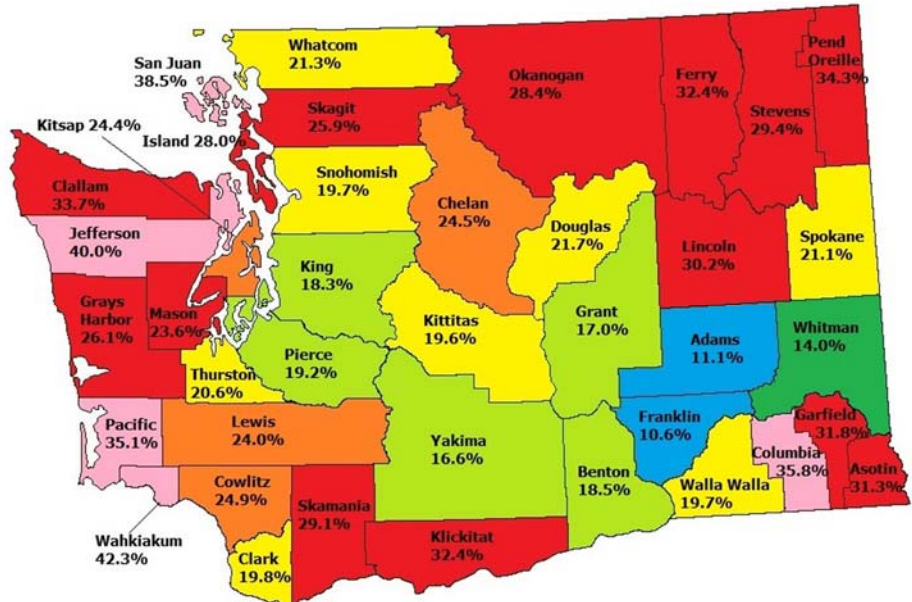 Whatcom
21.3%
San Juan
38.5%
Okanogan
28.4%
Ferry
32.4%
Pend
Oreille
34.3%
Stevens
29.4%
Skagit
25.9%
Kitsap 24.4%
Island 28.0%
Snohomish
19.7%
Clallam
33.7%
Chelan
24.5%
Jefferson
40.0%
Douglas
21.7%
Lincoln
30.2%
Spokane
21.1%
King
18.3%
Grays
Harbor
26.1%
Mason
23.6%
Kittitas
19.6%
Grant
17.0%
Adams
11.1%
Whitman
14.0%
Pierce
19.2%
Thurston
20.6%
Pacific
35.1%
Lewis
24.0%
Yakima
16.6%
Franklin
10.6%
Garfield
31.8%
Columbia
35.8%
Asotin
31.3%
Benton
18.5%
Walla Walla
19.7%
Cowlitz
24.9%
Skamania
29.1%
Wahkiakum
42.3%
Klickitat
32.4%
Clark
19.8%